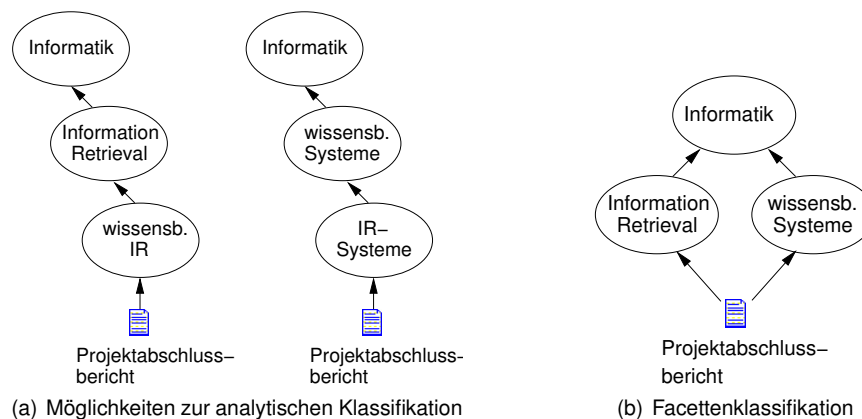 Informatik
Information
Retrieval
wissensb.
IR
Projektabschluss–
bericht
Informatik
wissensb.
Systeme
IR–
Systeme
Projektabschluss-
bericht
(a) Möglichkeiten zur analytischen Klassifikation
Informatik
Information
Retrieval
wissensb.
Systeme
Projektabschluss–
bericht
(b) Facettenklassifikation